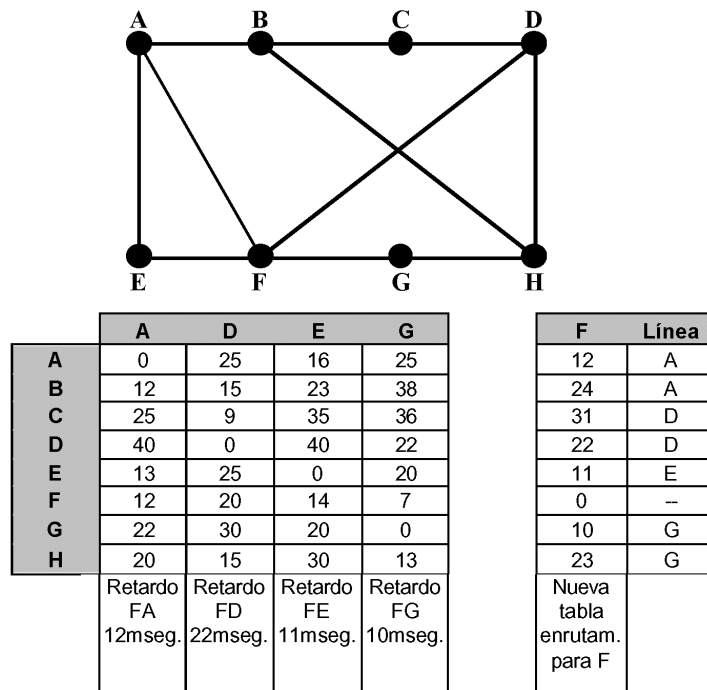 A B C D
E F G H
A D E G
A 0 25 16 25
B 12 15 23 38
C 25 9 35 36
D 40 0 40 22
E 13 25 0 20
F 12 20 14 7
G 22 30 20 0
H 20 15 30 13
Retardo Retardo Retardo Retardo
FA FD FE FG
12mseg. 22mseg. 11mseg. 10mseg.
F Línea
12 A
24 A
31 D
22 D
11 E
0 --
10 G
23 G
Nueva
tabla
enrutam.
para F